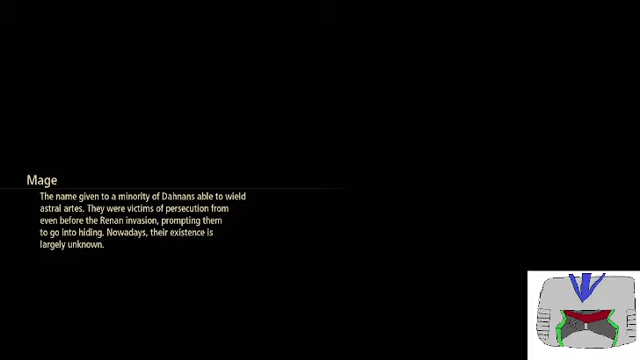 Mage
The name given to a minority of Dahnans able to wield
astral artes. They were victims of persecution from
even before the Renan invasion, prompting them
to go into hiding. Nowadays, their existence is
largely unknown.